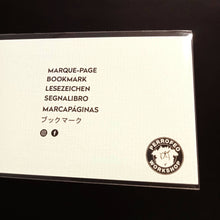 MARQUE-PAGE
BOOKMARK
LESEZEICHEN
SEGNALIBRO
MARCAPÁGINAS
ブックマーク
PERROPEO
WORKSHOP